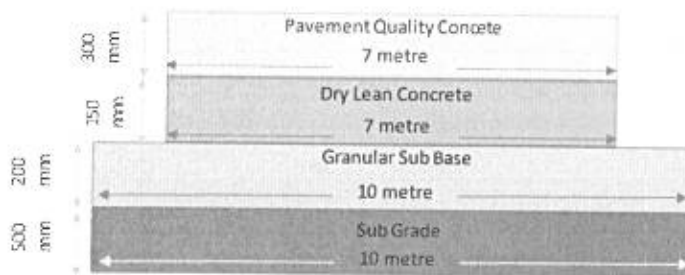 Pavement Quality Concete
7 metre
300 mm
Dry Lean Concrete
7 metre
mm
Granular Sub Base
10 metre
200 mm
Sub Grade
10 metre
500 mm